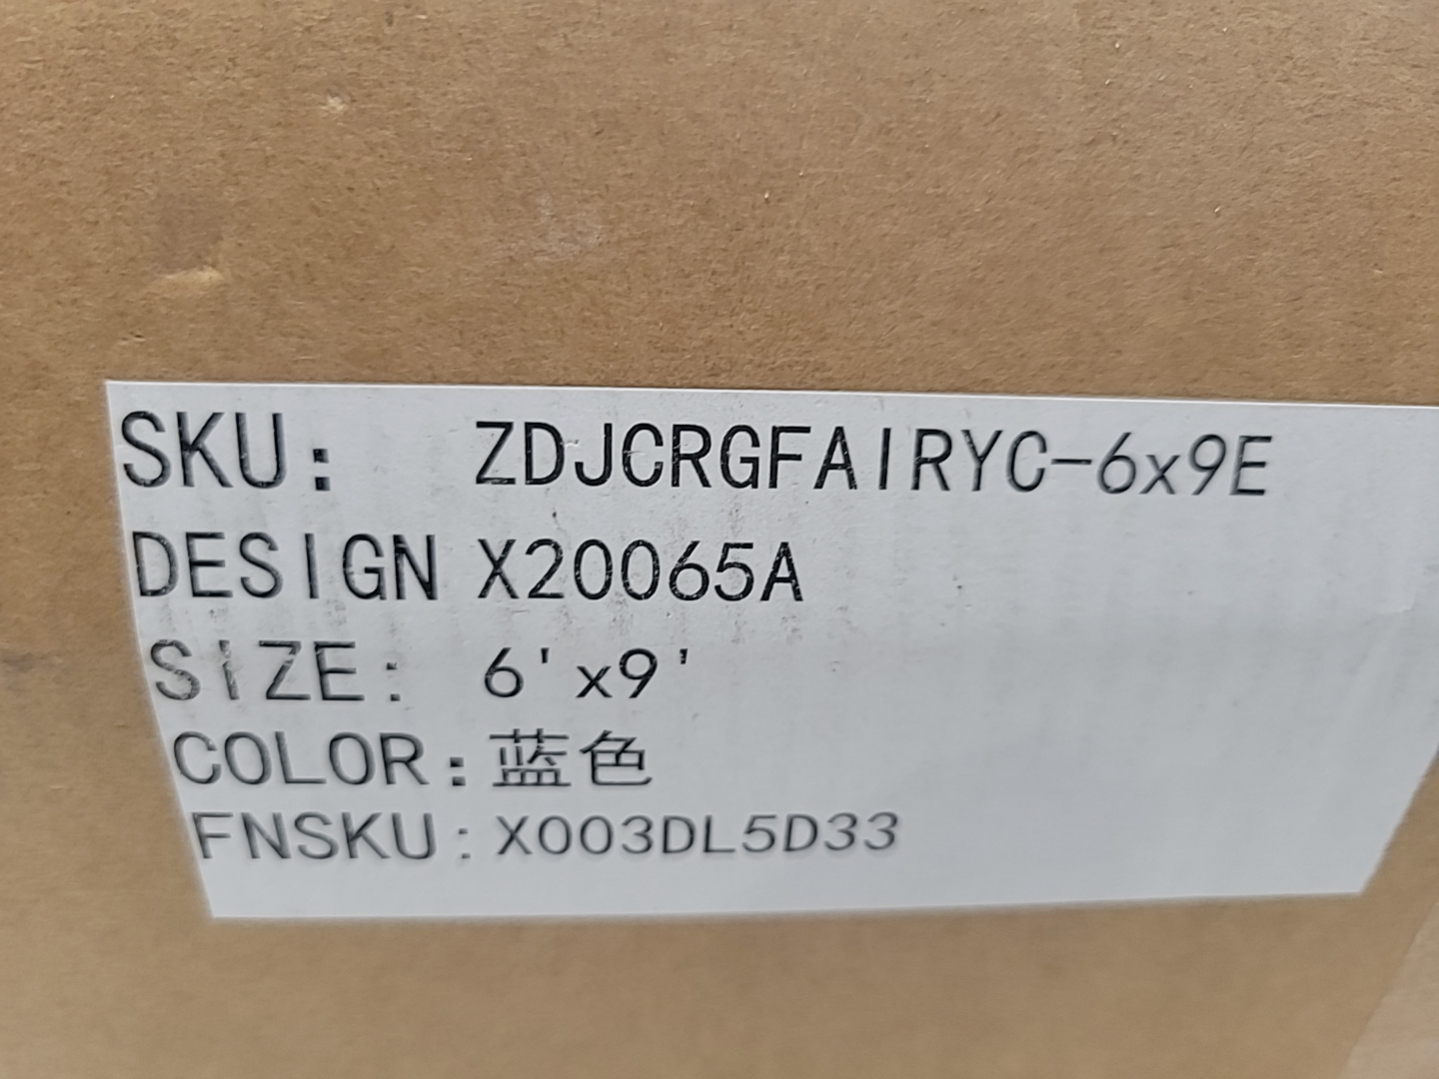 SKU: ZDJCRGFAIRYC-6x9E
DESIGN X20065A
SIZE: 6'x9'
COLOR:蓝色
FNSKU:X003DL5D33